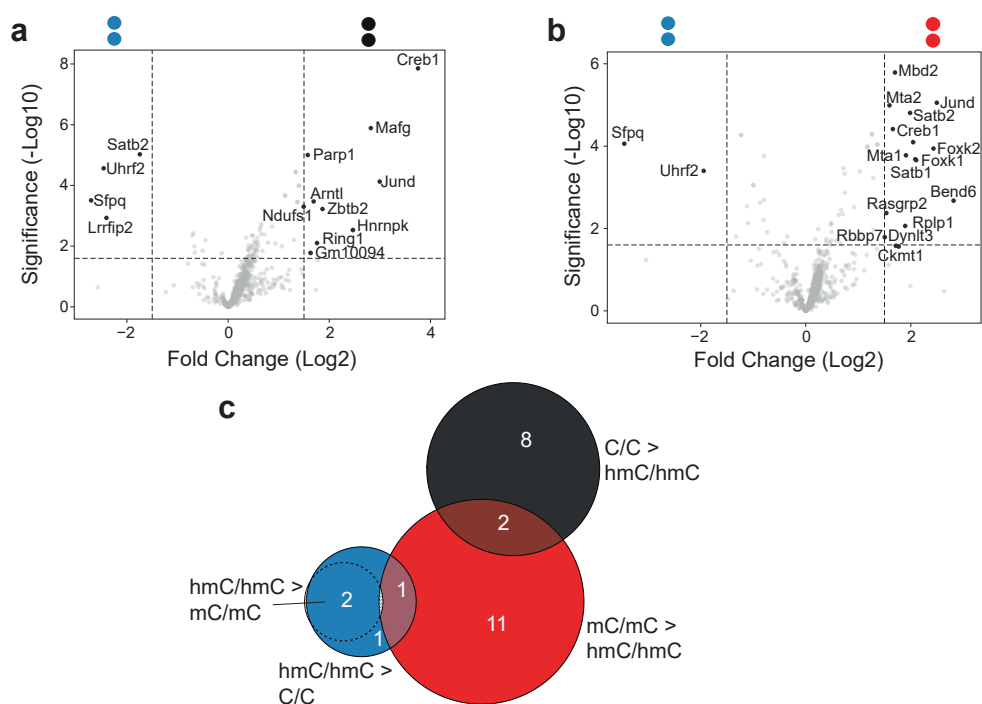 a
Significance (-Log10)
8
6
4
2
0
−2
0
2
4
Fold Change (Log2)
Creb1
Mafg
Satb2
Parp1
Uhrf2
Jund
Sfpq
Arntl
Zbtb2
Ndufs1
Lrrfip2
Hnrnpk
Ring1
Gm10094
b
Significance (-Log10)
6
4
2
0
−2
0
2
Fold Change (Log2)
Mbd2
Mta2
Jund
Satb2
Sfpq
Creb1
Foxk2
Mta1
Foxk1
Uhrf2
Satb1
Bend6
Rasgrp2
Rplp1
Rbbp7
Dynlt3
Ckmt1
c
8
C/C >
hmC/hmC
2
hmC/hmC >
mC/mC
2
1
1
11
mC/mC >
hmC/hmC
hmC/hmC >
C/C